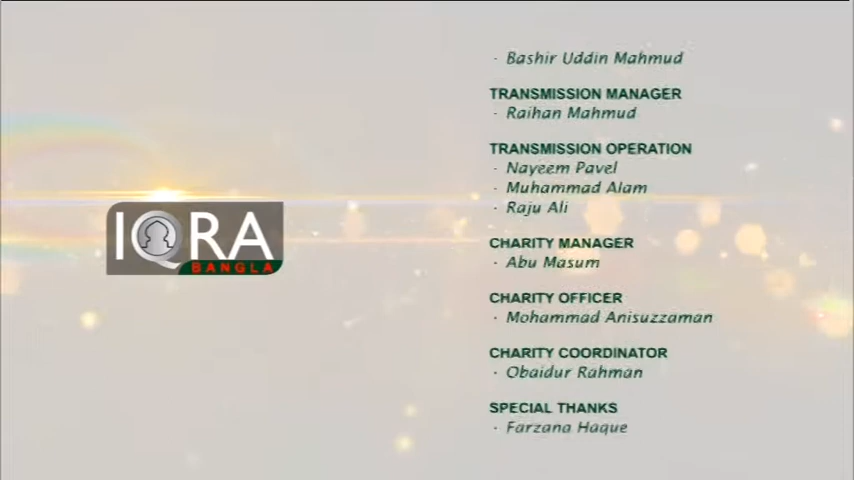 IQRA
BANGLA
- Bashir Uddin Mahmud
TRANSMISSION MANAGER
- Raihan Mahmud
TRANSMISSION OPERATION
- Nayeem Pavel
- Muhammad Alam
- Raju Ali
CHARITY MANAGER
- Abu Masum
CHARITY OFFICER
- Mohammad Anisuzzaman
CHARITY COORDINATOR
- Obaidur Rahman
SPECIAL THANKS
- Farzana Haque